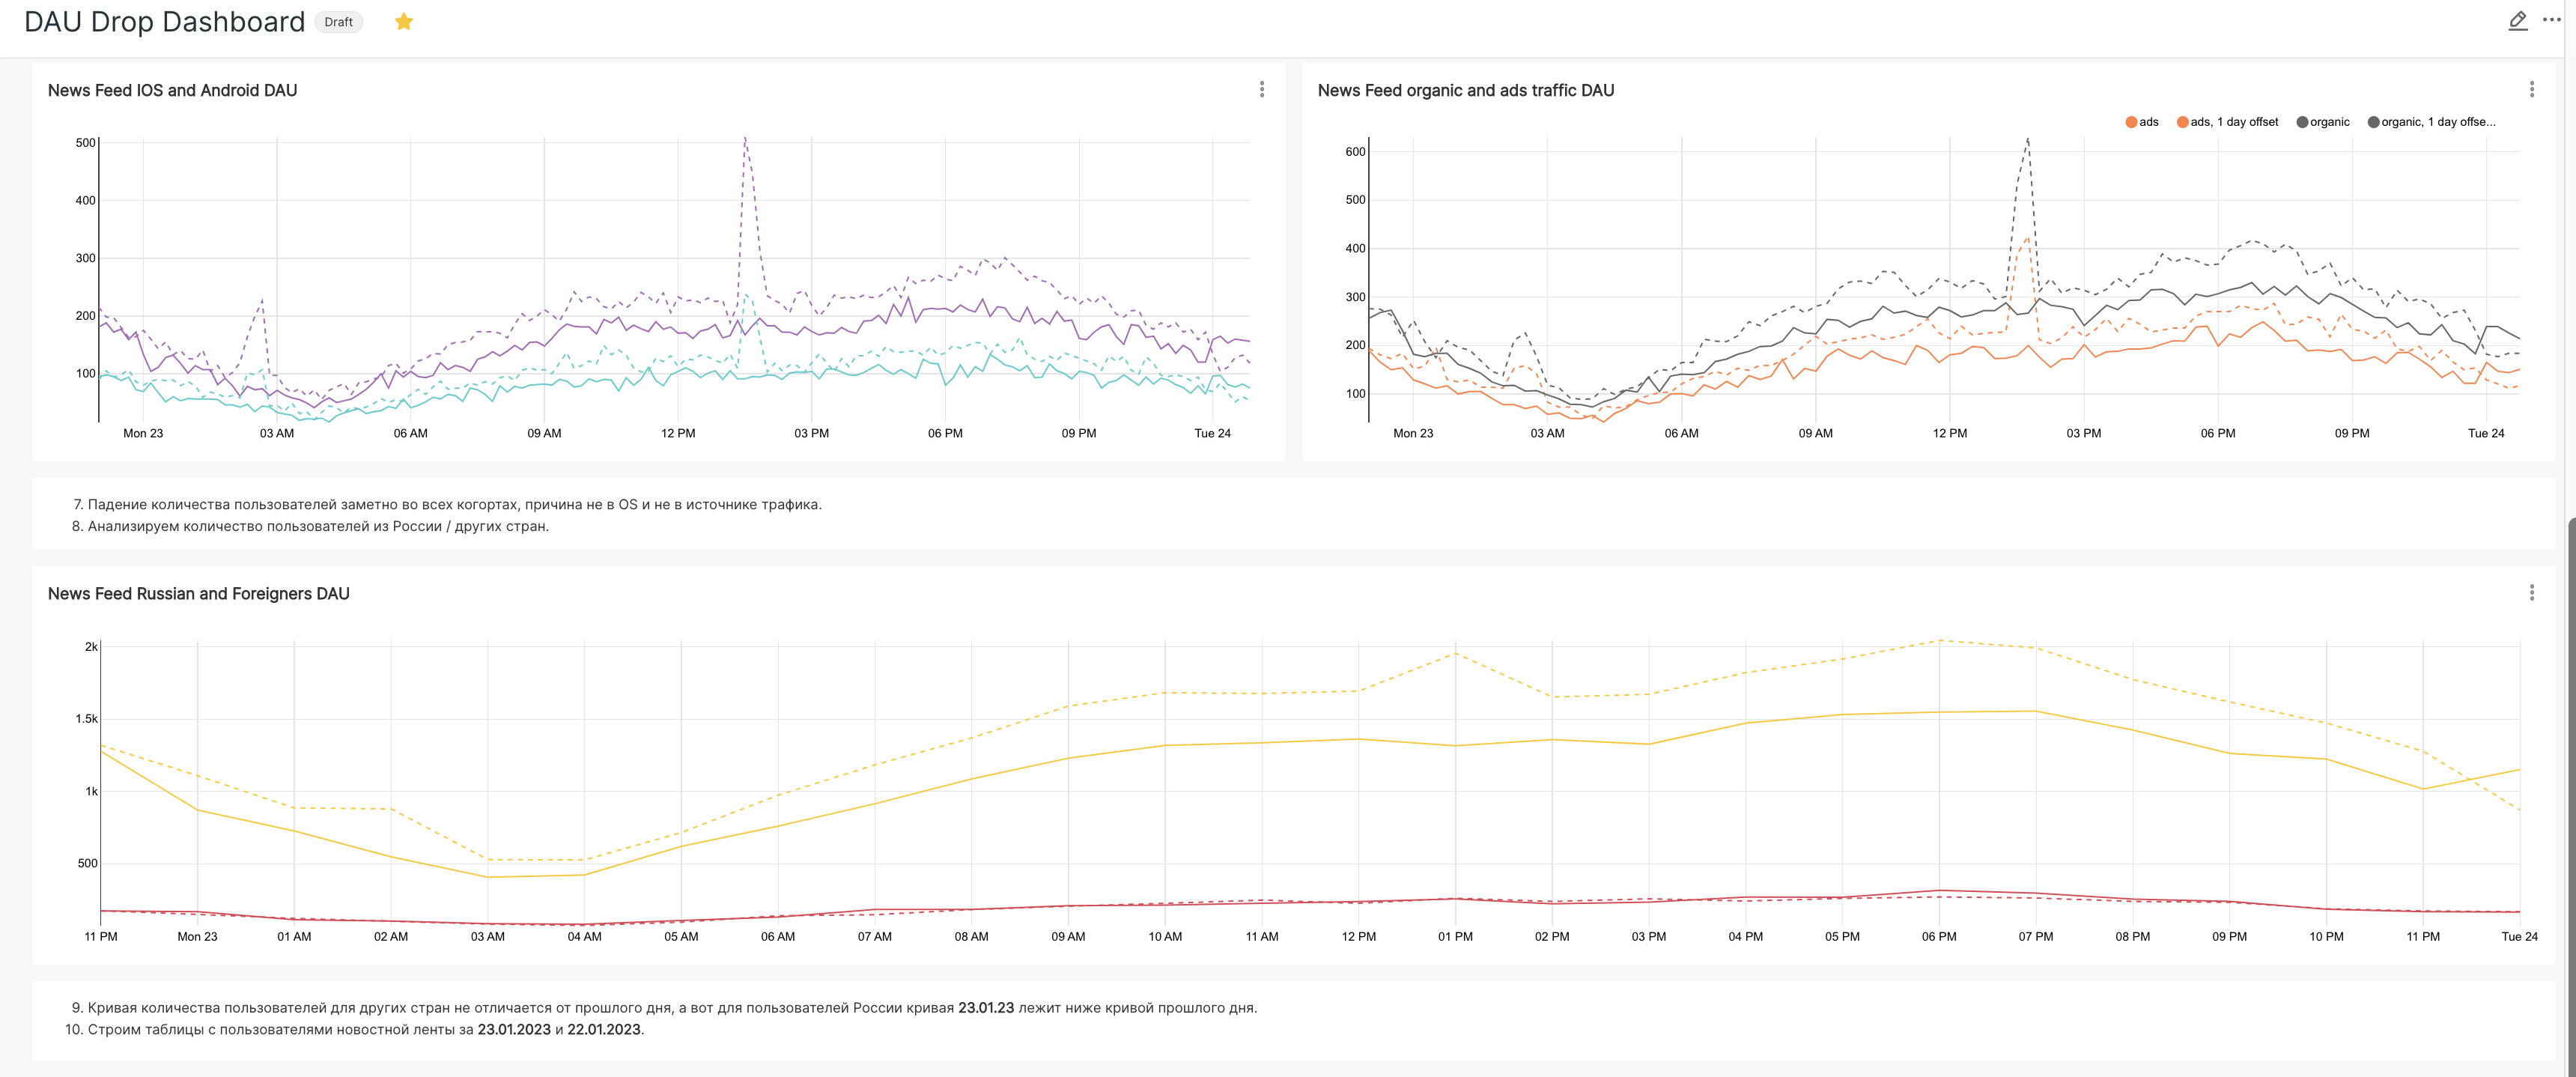 DAU Drop Dashboard Draft
News Feed IOS and Android DAU
500
400
300
200
100
Mon 23 03 AM 06 AM 09 AM 12 PM 03 PM 06 PM 09 PM Tue 24
News Feed organic and ads traffic DAU
ads ads, 1 day offset organic organic, 1 day offse...
600
500
400
300
200
100
Mon 23 03 AM 06 AM 09 AM 12 PM 03 PM 06 PM 09 PM Tue 24
7. Падение количества пользователей заметно во всех когортах, причина не в OS и не в источнике трафика.
8. Анализируем количество пользователей из России / других стран.
News Feed Russian and Foreigners DAU
2k
1.5k
1k
500
11 PM Mon 23 01 AM 02 AM 03 AM 04 AM 05 AM 06 AM 07 AM 08 AM 09 AM 10 AM 11 AM 12 PM 01 PM 02 PM 03 PM 04 PM 05 PM 06 PM 07 PM 08 PM 09 PM 10 PM 11 PM Tue 24
9. Кривая количества пользователей для других стран не отличается от прошлого дня, а вот для пользователей России кривая 23.01.23 лежит ниже кривой прошлого дня.
10. Строим таблицы с пользователями новостной ленты за 23.01.2023 и 22.01.2023.